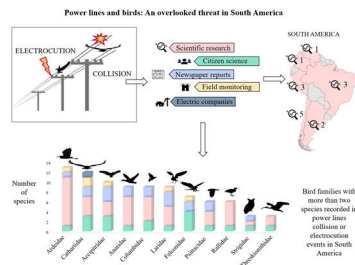 Power lines and birds: An overlooked threat in South America
ELECTROCUTION
COLLISION
Scientific research
Citizen science
Newspaper reports
Field monitoring
Electric companies
SOUTH AMERICA
1
1
3
3
5
2
Number
of
species
14
12
10
8
6
4
2
0
Ardeidae
Cathartidae
Accipitridae
Anatidae
Columbidae
Laridae
Falconidae
Psittacidae
Rallidae
Strigidae
Threskiornithidae
Bird families with
more than two
species recorded in
power lines
collision or
electrocution
events in South
America